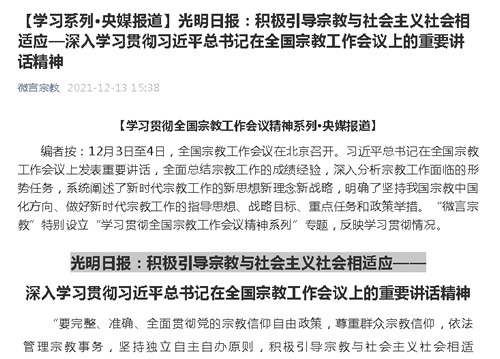 【学习系列•央媒报道】光明日报：积极引导宗教与社会主义社会相
适应—深入学习贯彻习近平总书记在全国宗教工作会议上的重要讲
话精神
微言宗教 2021-12-13 15:38
【学习贯彻全国宗教工作会议精神系列•央媒报道】
编者按：12月3日至4日，全国宗教工作会议在北京召开。习近平总书记在全国宗教
工作会议上发表重要讲话，全面总结宗教工作的成绩经验，深入分析宗教工作面临的形
势任务，系统阐述了新时代宗教工作的新思想新理念新战略，明确了坚持我国宗教中国
化方向、做好新时代宗教工作的指导思想、战略目标、重点任务和政策举措。“微言宗
教”特别设立“学习贯彻全国宗教工作会议精神系列”专题，反映学习贯彻情况。
光明日报：积极引导宗教与社会主义社会相适应——
深入学习贯彻习近平总书记在全国宗教工作会议上的重要讲话精神
“要完整、准确、全面贯彻党的宗教信仰自由政策，尊重群众宗教信仰，依法
管理宗教事务，坚持独立自主自办原则，积极引导宗教与社会主义社会相适